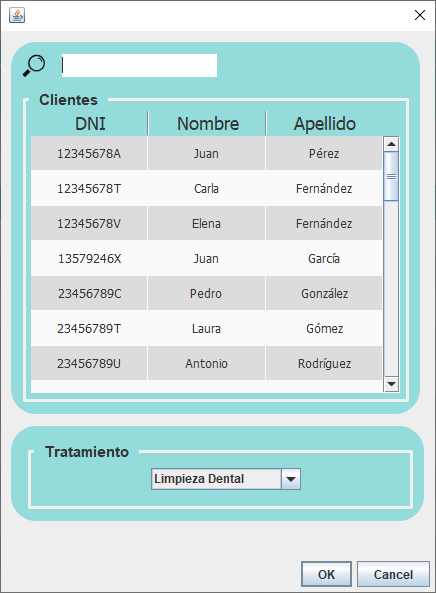 Clientes
DNI Nombre Apellido
12345678A Juan Pérez
12345678T Carla Fernández
12345678V Elena Fernández
13579246X Juan García
23456789C Pedro González
23456789T Laura Gómez
23456789U Antonio Rodríguez
Tratamiento
Limpieza Dental
OK Cancel